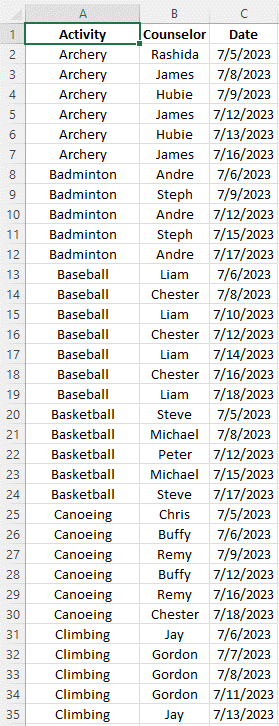 A B C
1 Activity Counselor Date
2 Archery Rashida 7/5/2023
3 Archery James 7/8/2023
4 Archery Hubie 7/9/2023
5 Archery James 7/12/2023
6 Archery Hubie 7/13/2023
7 Archery James 7/16/2023
8 Badminton Andre 7/6/2023
9 Badminton Steph 7/9/2023
10 Badminton Andre 7/12/2023
11 Badminton Steph 7/15/2023
12 Badminton Andre 7/17/2023
13 Baseball Liam 7/6/2023
14 Baseball Chester 7/8/2023
15 Baseball Liam 7/10/2023
16 Baseball Chester 7/12/2023
17 Baseball Liam 7/14/2023
18 Baseball Chester 7/16/2023
19 Baseball Liam 7/18/2023
20 Basketball Steve 7/5/2023
21 Basketball Michael 7/8/2023
22 Basketball Peter 7/12/2023
23 Basketball Michael 7/15/2023
24 Basketball Steve 7/17/2023
25 Canoeing Chris 7/5/2023
26 Canoeing Buffy 7/6/2023
27 Canoeing Remy 7/9/2023
28 Canoeing Buffy 7/12/2023
29 Canoeing Remy 7/16/2023
30 Canoeing Chester 7/18/2023
31 Climbing Jay 7/6/2023
32 Climbing Gordon 7/7/2023
33 Climbing Gordon 7/8/2023
34 Climbing Gordon 7/11/2023
35 Climbing Jay 7/13/2023